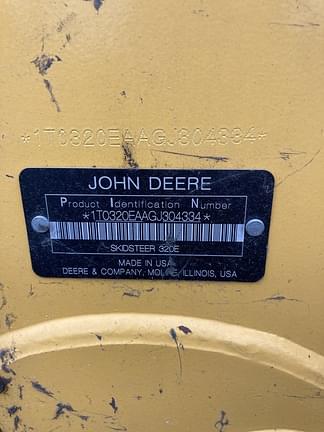 *1T0320EAAGJ304334*
JOHN DEERE
Product Identification Number
*1T0320EAAGJ304334*
SKIDSTEER 320E
MADE IN USA
DEERE & COMPANY, MOLINE, ILLINOIS, USA